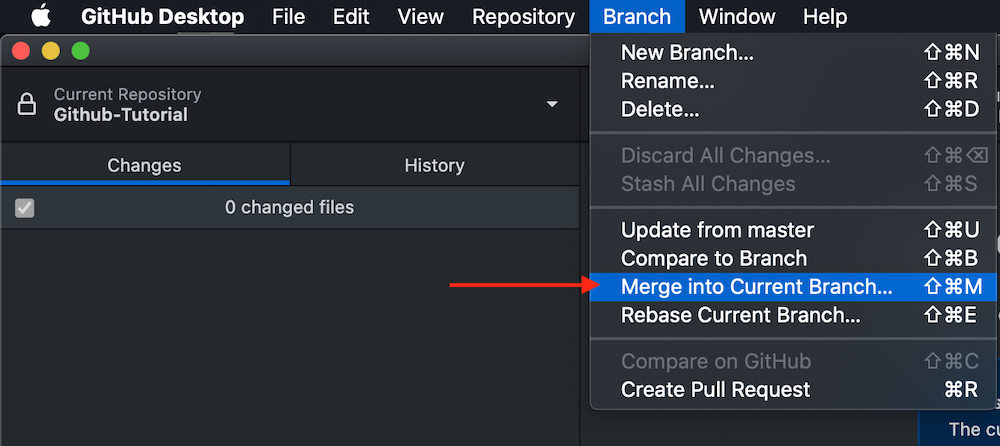 GitHub Desktop File Edit View Repository Branch Window Help
Current Repository
Github-Tutorial
Changes History
0 changed files
New Branch... ⇧⌘N
Rename... ⇧⌘R
Delete... ⇧⌘D
Discard All Changes... ⇧⌘⌫
Stash All Changes ⇧⌘S
Update from master ⇧⌘U
Compare to Branch ⇧⌘B
Merge into Current Branch... ⇧⌘M
Rebase Current Branch... ⇧⌘E
Compare on GitHub ⇧⌘C
Create Pull Request ⌘R
The